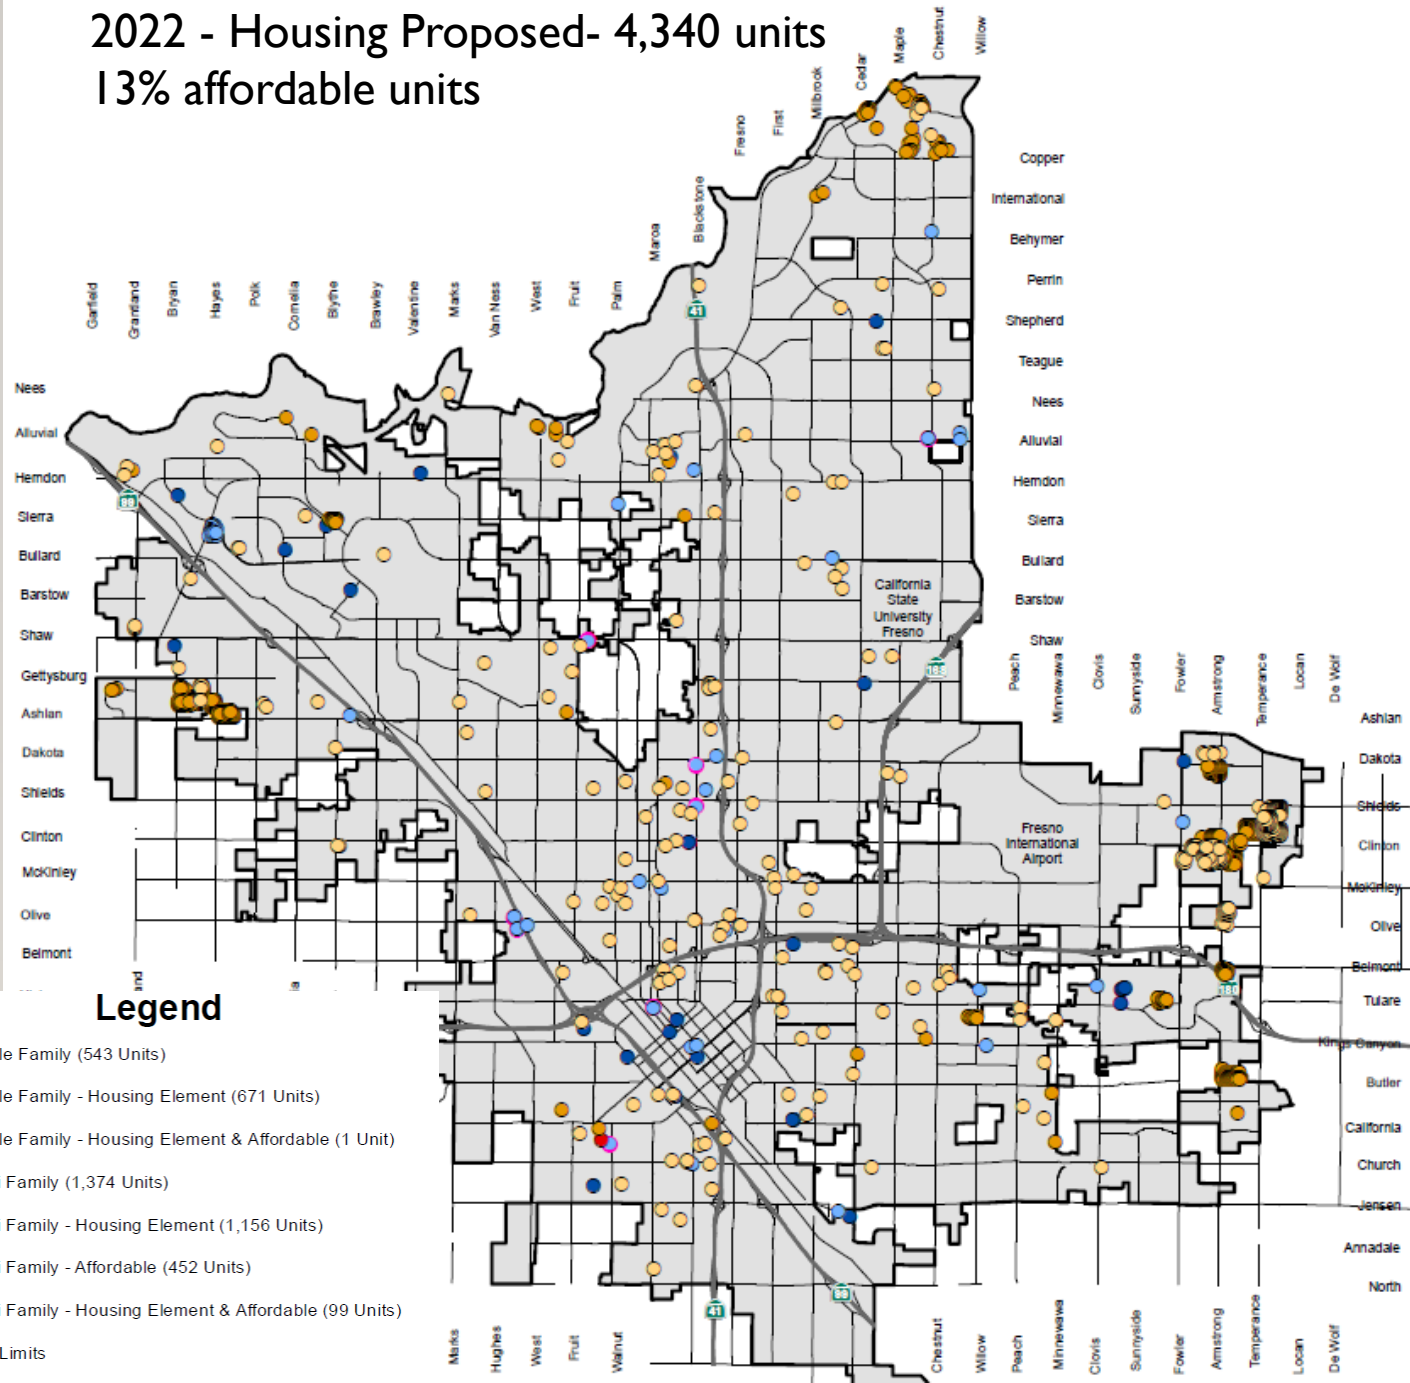 2022 - Housing Proposed- 4,340 units
13% affordable units
Willow
Chestnut
Maple
Cedar
Millbrook
First
Fresno
Blackstone
Maroa
Palm
Fruit
West
Van Ness
Marks
Valentine
Brawley
Blythe
Cornelia
Polk
Hayes
Bryan
Grantland
Garfield
Copper
International
Behymer
Perrin
Shepherd
Teague
Nees
Alluvial
Herndon
Sierra
Bullard
Barstow
Shaw
Nees
Alluvial
Herndon
Sierra
Bullard
Barstow
Shaw
Gettysburg
Ashlan
Dakota
Shields
Clinton
McKinley
Olive
Belmont
41
99
168
California
State
University
Fresno
Fresno
International
Airport
Peach
Minnewawa
Clovis
Sunnyside
Fowler
Armstrong
Temperance
Locan
De Wolf
Ashlan
Dakota
Shields
Clinton
McKinley
Olive
Belmont
Tulare
Kings Canyon
Butler
California
Church
Jensen
Annadale
North
180
41
99
Legend
le Family (543 Units)
le Family - Housing Element (671 Units)
le Family - Housing Element & Affordable (1 Unit)
Family (1,374 Units)
Family - Housing Element (1,156 Units)
Family - Affordable (452 Units)
Family - Housing Element & Affordable (99 Units)
Limits
Marks
Hughes
West
Fruit
Walnut
Chestnut
Willow
Peach
Minnewawa
Clovis
Sunnyside
Fowler
Armstrong
Temperance
Locan
De Wolf